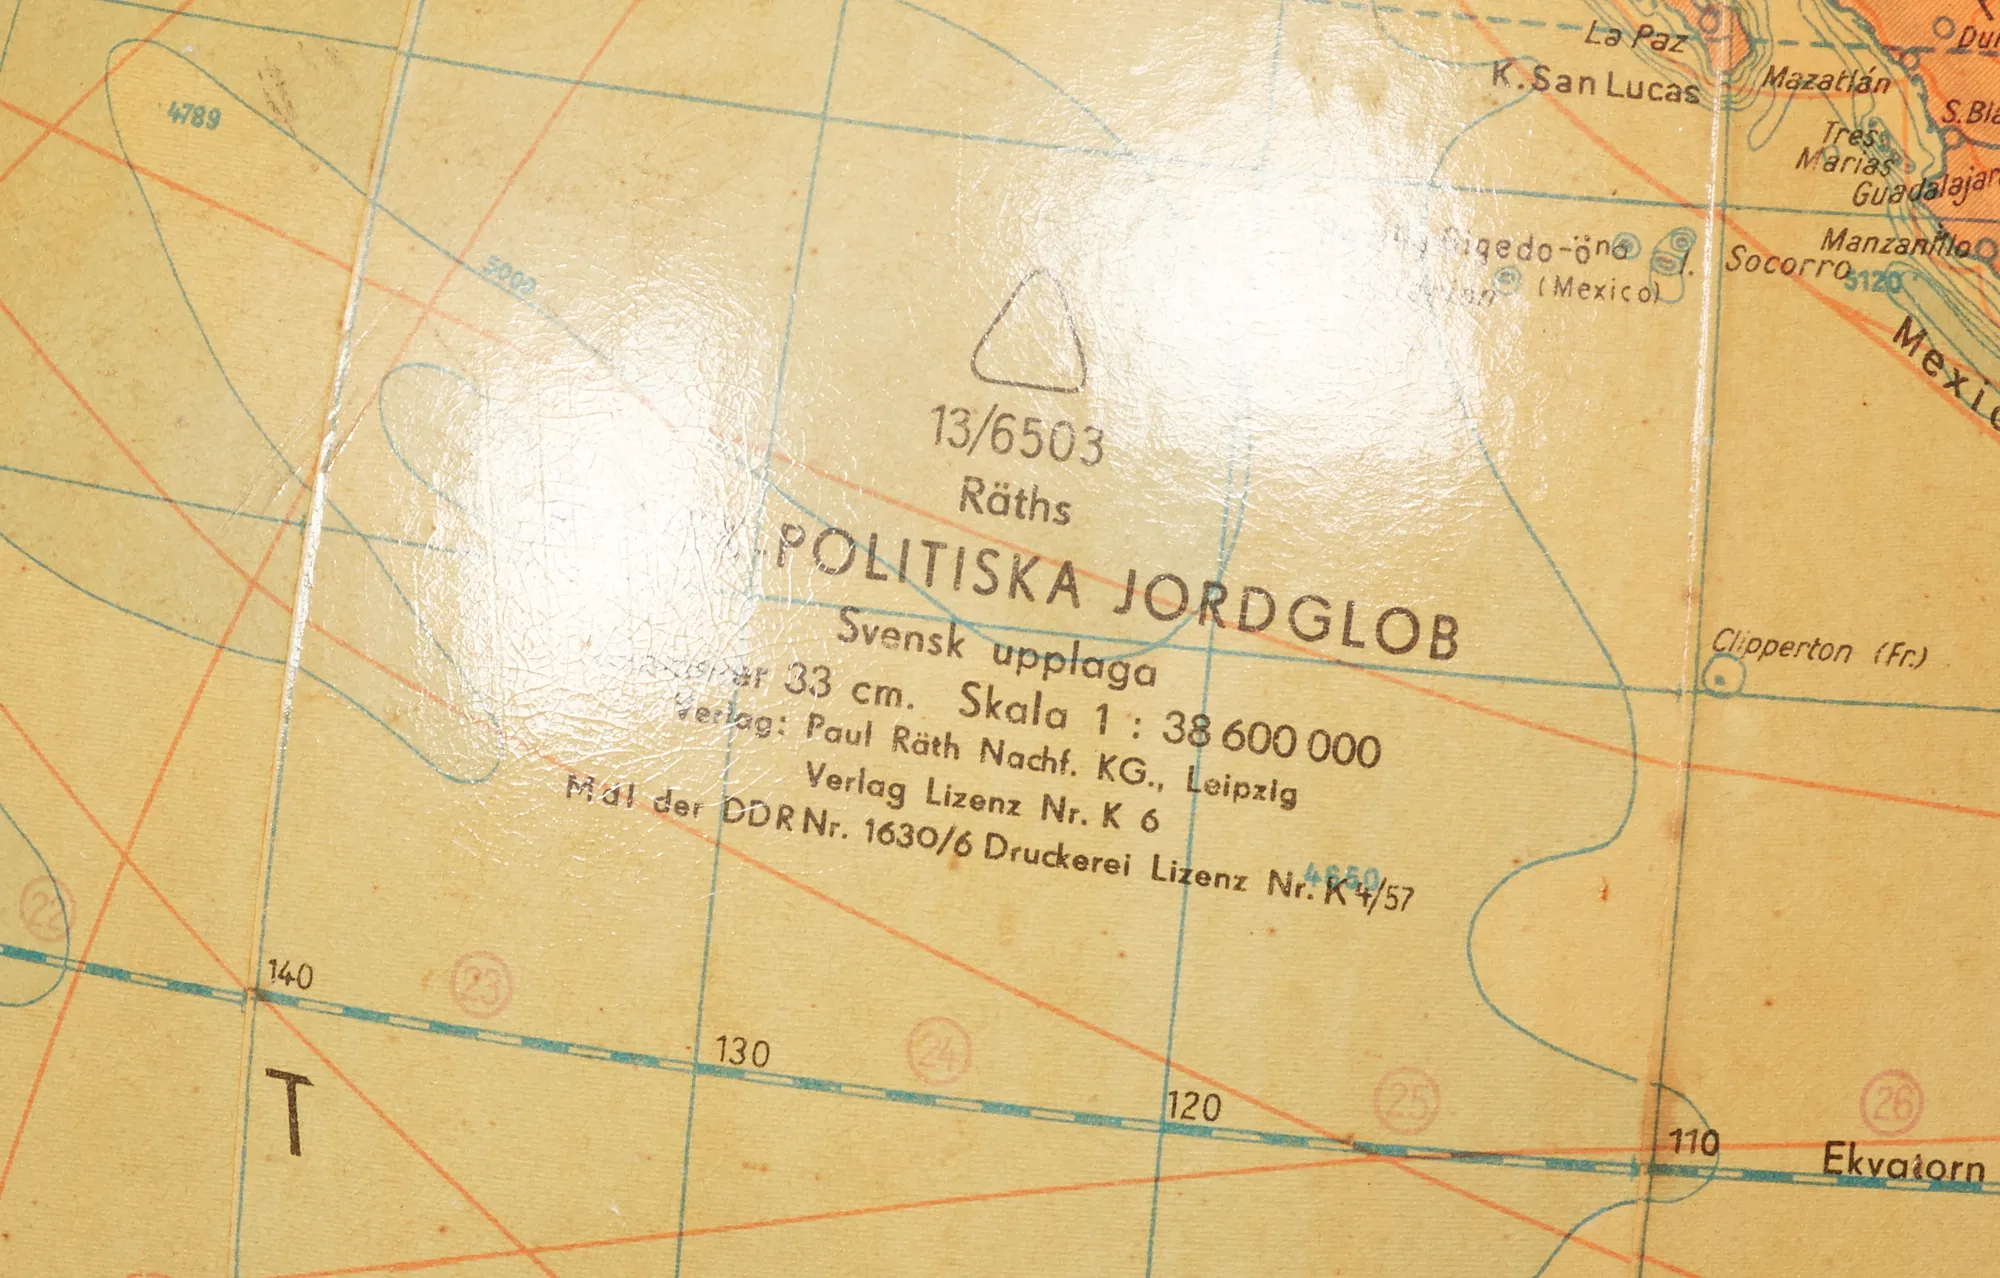 La Paz
Dur
K. San Lucas
Mazatlán
S. Bla
Tres
Marias
Guadalajar
4789
5002
Manzanillo
Socorro
5120
(Mexico)
Mexic
13/6503
Räths
POLITISKA JORDGLOB
Svensk upplaga
33 cm. Skala 1 : 38 600 000
Verlag: Paul Räth Nachf. KG., Leipzig
Verlag Lizenz Nr. K 6
Mdl der DDR Nr. 1630/6 Druckerei Lizenz Nr. K 4/57
Clipperton (Fr.)
4650
22
23
24
25
26
140
130
120
110
Ekvatorn
T